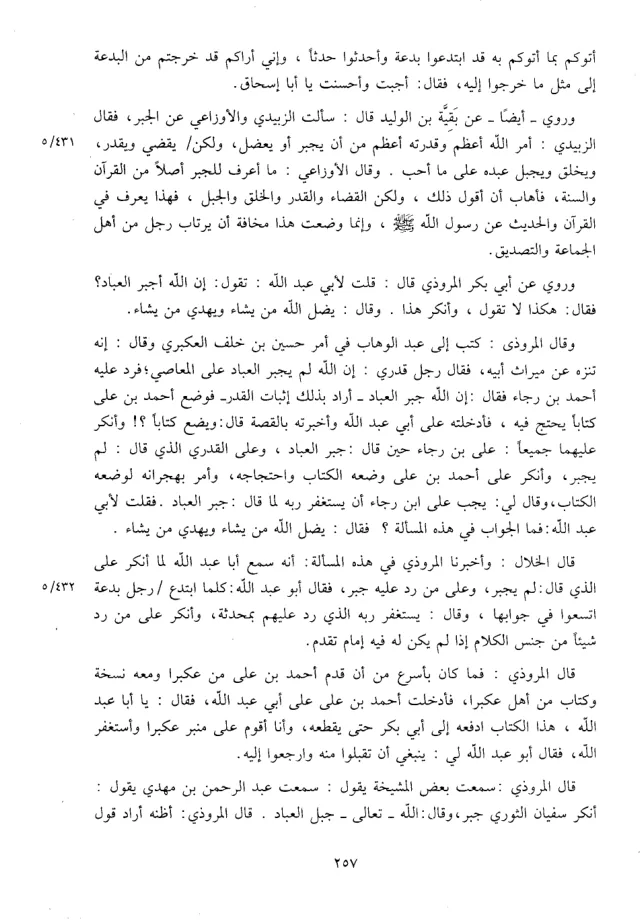 أتوكم بما أتوكم به قد ابتدعوا بدعة وأحدثوا حدثاً ، وإني أراكم قد خرجتم من البدعة
إلى مثل ما خرجوا إليه، فقال: أجبت وأحسنت يا أبا إسحاق.
وروي ـ أيضًا ـ عن بَقِيَّة بن الوليد قال : سألت الزبيدي والأوزاعي عن الجبر، فقال
الزبيدي : أمر الله أعظم وقدرته أعظم من أن يجبر أو يعضل، ولكن/ يقضي ويقدر،
٥/٤٣١
ويخلق ويجبل عبده على ما أحب . وقال الأوزاعي : ما أعرف للجبر أصلاً من القرآن
والسنة، فأهاب أن أقول ذلك ، ولكن القضاء والقدر والخلق والجبل ، فهذا يعرف في
القرآن والحديث عن رسول الله ﷺ ، وإنما وضعت هذا مخافة أن يرتاب رجل من أهل
الجماعة والتصديق.
وروي عن أبي بكر المروذي قال : قلت لأبي عبد الله : تقول: إن الله أجبر العباد؟
فقال: هكذا لا تقول ، وأنكر هذا . وقال : يضل الله من يشاء ويهدي من يشاء.
وقال المروذى : كتب إلى عبد الوهاب في أمر حسين بن خلف العكبري وقال : إنه
تنزه عن ميراث أبيه، فقال رجل قدري : إن الله لم يجبر العباد على المعاصي؛فرد عليه
أحمد بن رجاء فقال :إن الله جبر العباد ـ أراد بذلك إثبات القدرـ فوضع أحمد بن على
كتاباً يحتج فيه ، فأدخلته على أبي عبد الله وأخبرته بالقصة قال:ويضع كتاباً ؟! وأنكر
عليهما جميعاً : على بن رجاء حين قال :جبر العباد ، وعلى القدري الذي قال : لم
يجبر، وأنكر على أحمد بن على وضعه الكتاب واحتجاجه، وأمر بهجرانه لوضعه
الكتاب،وقال لي: يجب على ابن رجاء أن يستغفر ربه لما قال :جبر العباد .فقلت لأبي
عبد الله:فما الجواب في هذه المسألة ؟ فقال : يضل الله من يشاء ويهدي من يشاء .
قال الخلال : وأخبرنا المروذي في هذه المسألة: أنه سمع أبا عبد الله لما أنكر على
الذي قال:لم يجبر، وعلى من رد عليه جبر، فقال أبو عبد الله:كلما ابتدع /رجل بدعة
٥/٤٣٢
اتسعوا في جوابها ، وقال : يستغفر ربه الذي رد عليهم بمحدثة، وأنكر على من رد
شيئاً من جنس الكلام إذا لم يكن له فيه إمام تقدم.
قال المروذي : فما كان بأسرع من أن قدم أحمد بن على من عكبرا ومعه نسخة
وكتاب من أهل عكبرا، فأدخلت أحمد بن على على أبي عبد الله، فقال : يا أبا عبد
الله ، هذا الكتاب ادفعه إلى أبي بكر حتى يقطعه، وأنا أقوم على منبر عكبرا وأستغفر
الله، فقال أبو عبد الله لي : ينبغي أن تقبلوا منه وارجعوا إليه.
قال المروذي :سمعت بعض المشيخة يقول : سمعت عبد الرحمن بن مهدي يقول :
أنكر سفيان الثوري جبر،وقال:الله ـ تعالى ـ جبل العباد . قال المروذي: أظنه أراد قول
٢٥٧